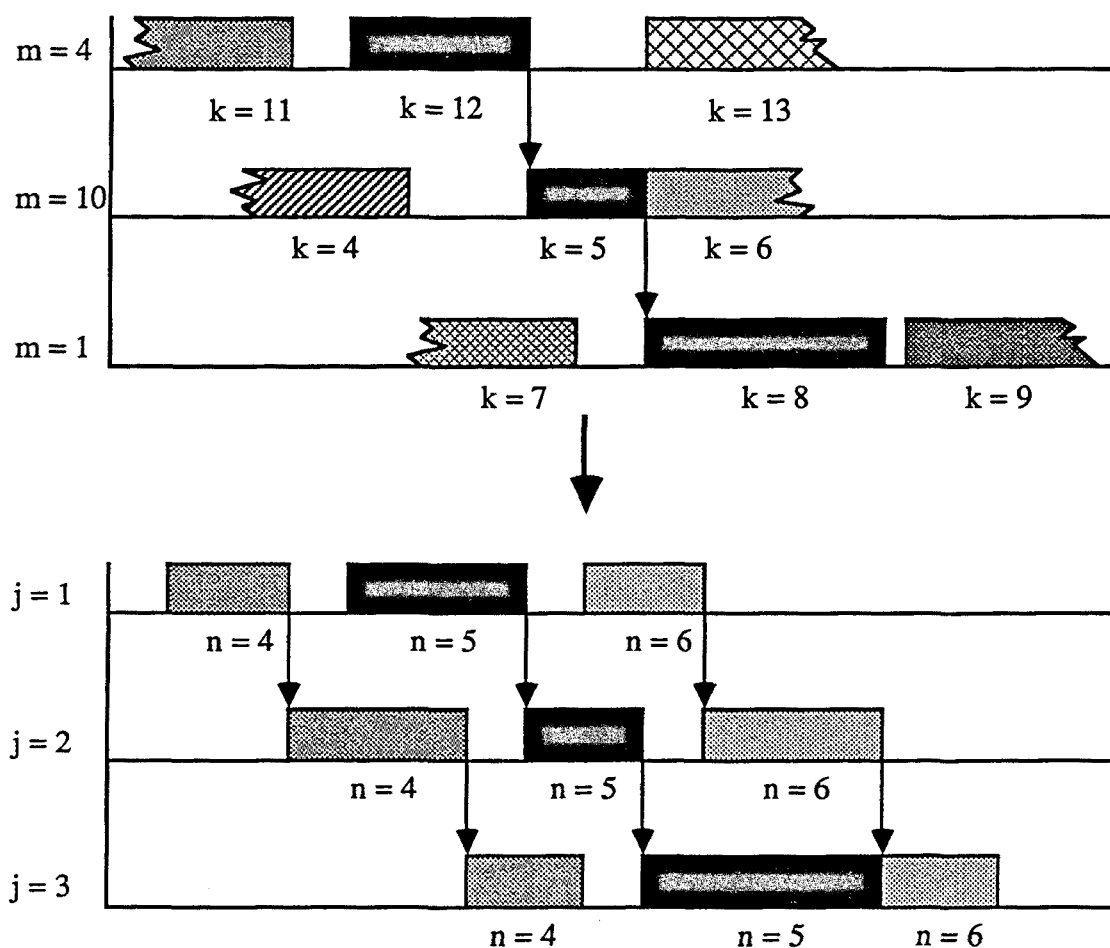 m = 4
k = 11 k = 12 k = 13
m = 10
k = 4 k = 5 k = 6
m = 1
k = 7 k = 8 k = 9
j = 1
n = 4 n = 5 n = 6
j = 2
n = 4 n = 5 n = 6
j = 3
n = 4 n = 5 n = 6